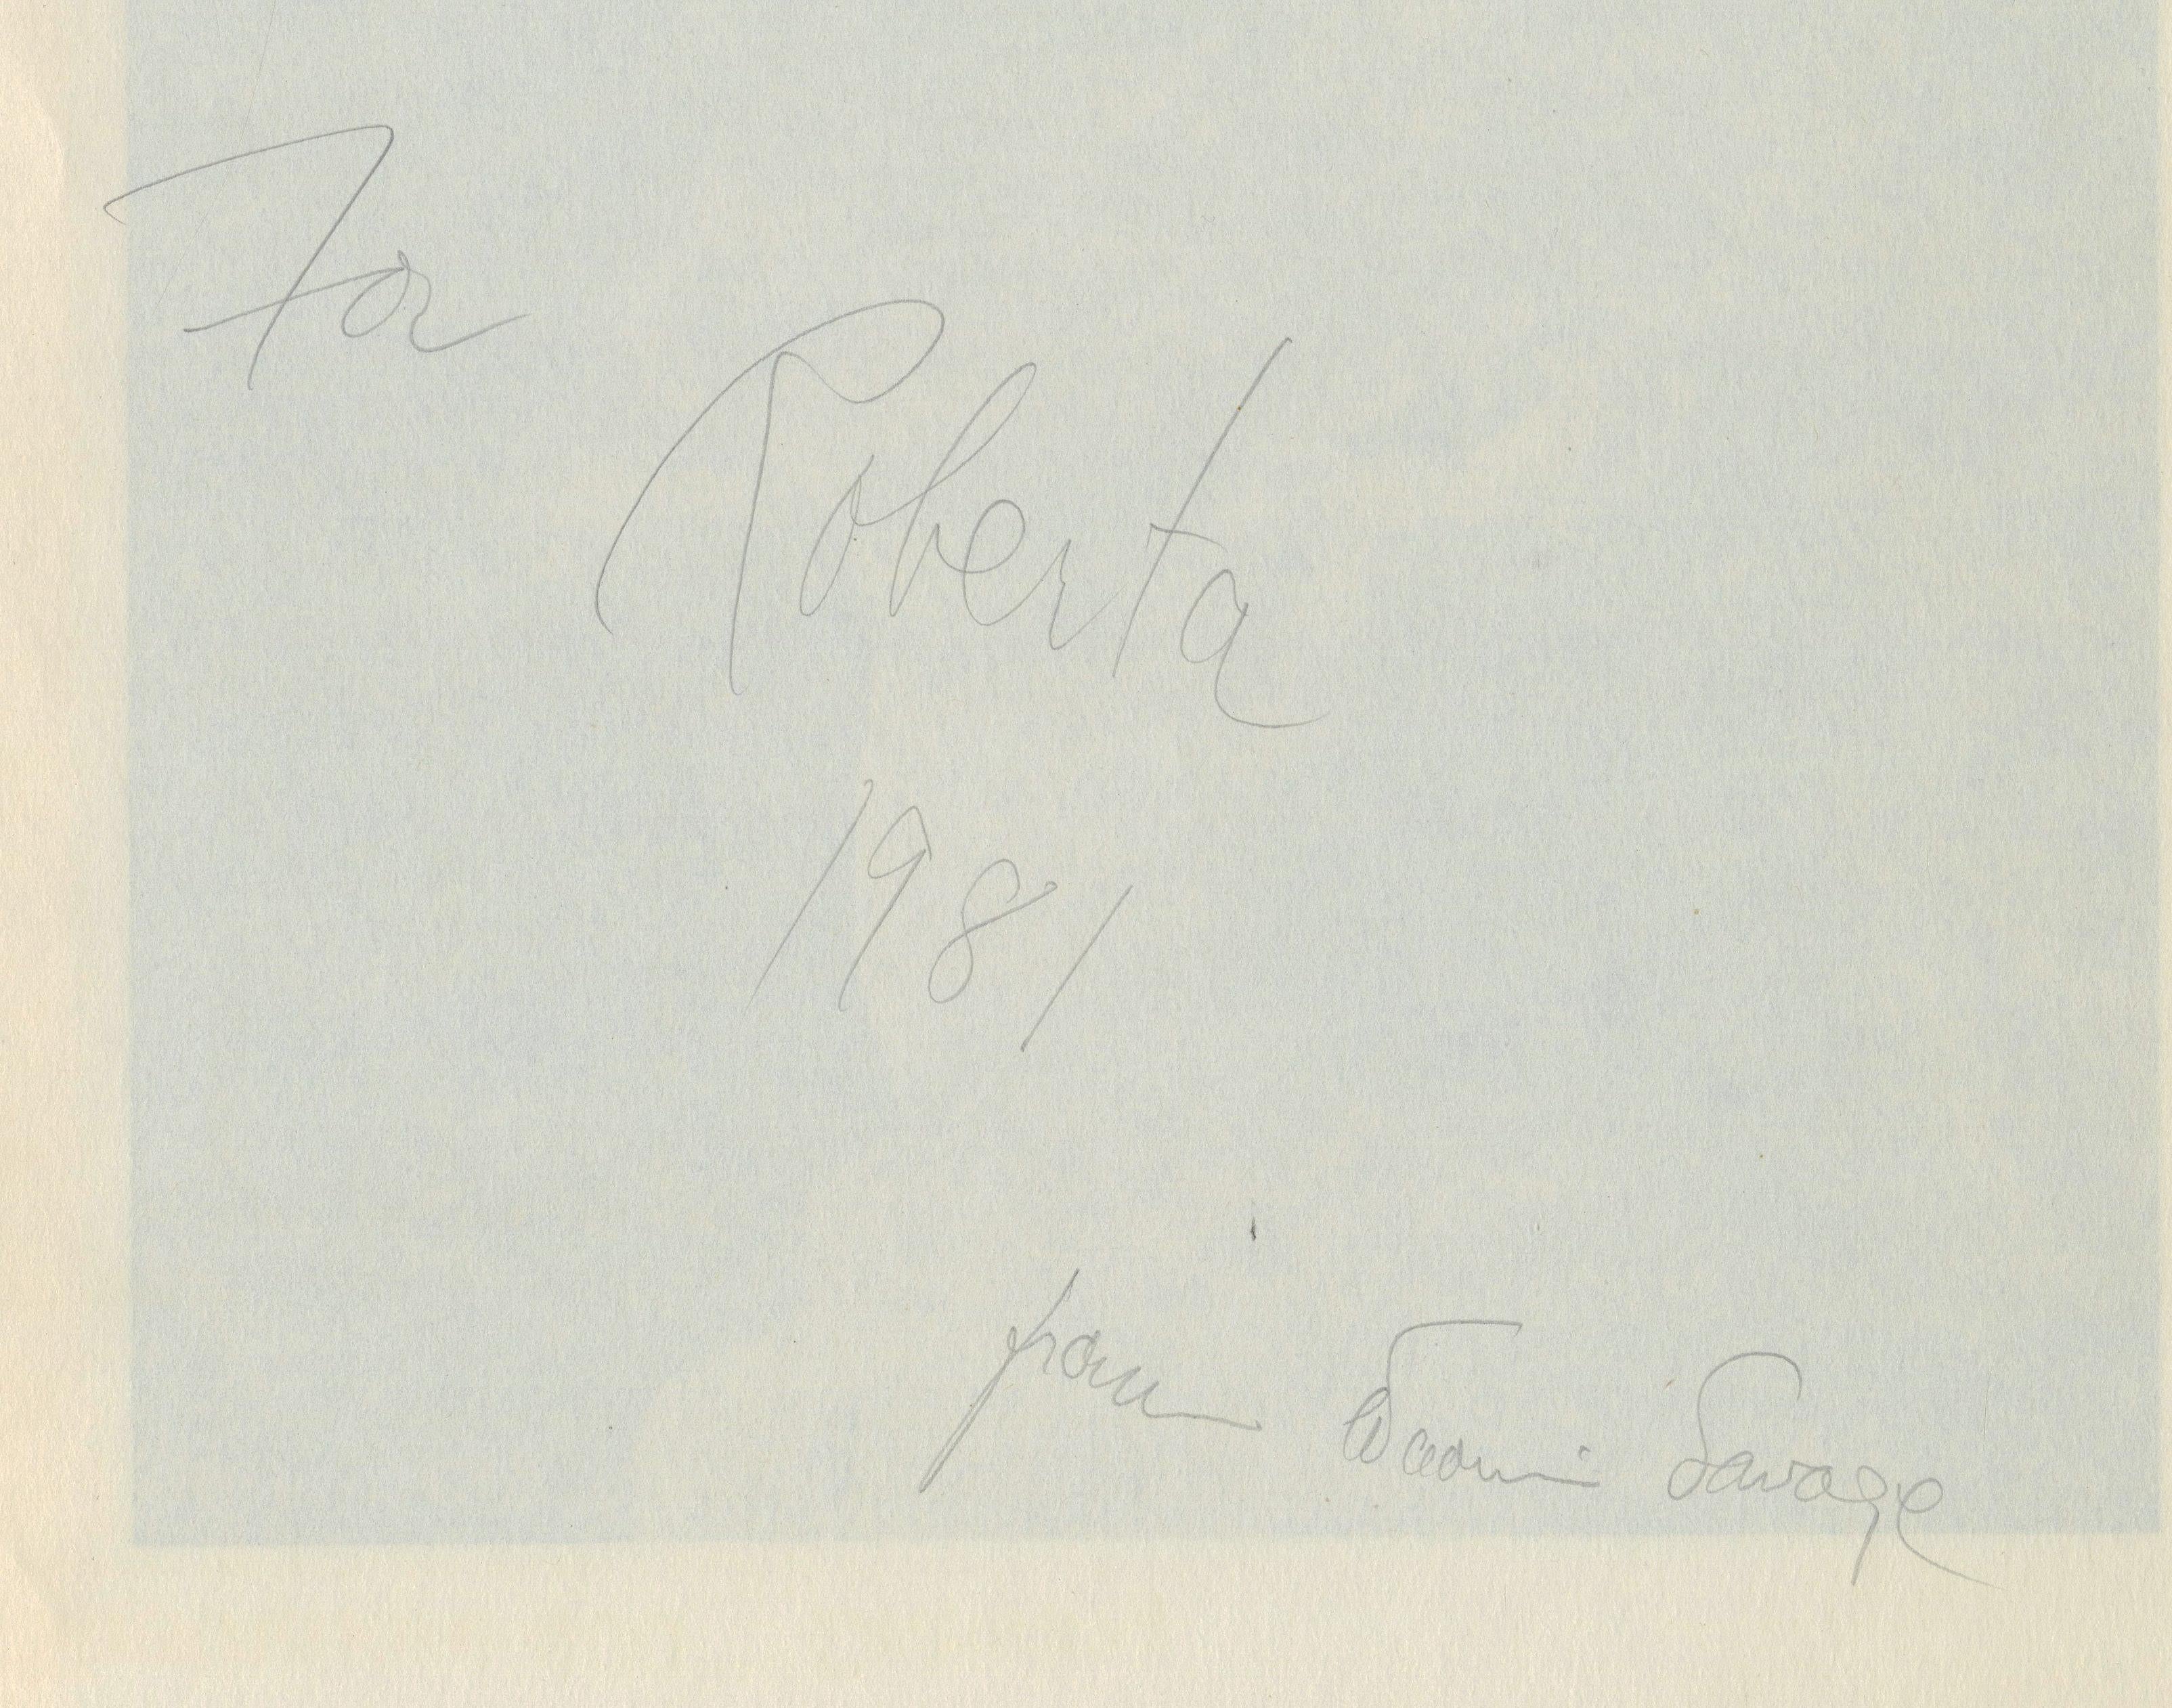 For
Roberta
1981
from Naomi Savage